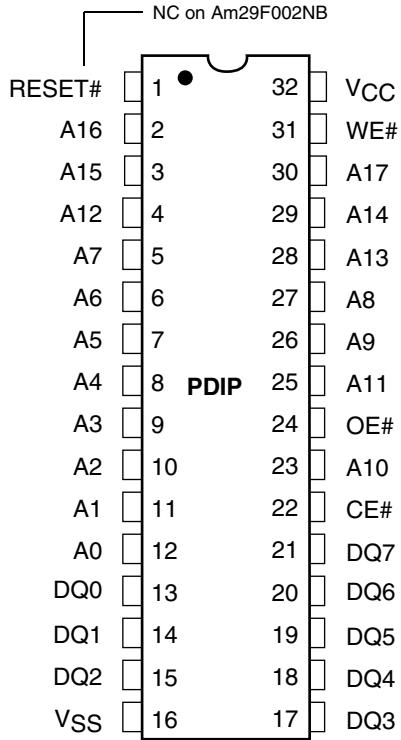 NC on Am29F002NB
RESET# 1 32 VCC
A16 2 31 WE#
A15 3 30 A17
A12 4 29 A14
A7 5 28 A13
A6 6 27 A8
A5 7 26 A9
A4 8 PDIP 25 A11
A3 9 24 OE#
A2 10 23 A10
A1 11 22 CE#
A0 12 21 DQ7
DQ0 13 20 DQ6
DQ1 14 19 DQ5
DQ2 15 18 DQ4
VSS 16 17 DQ3